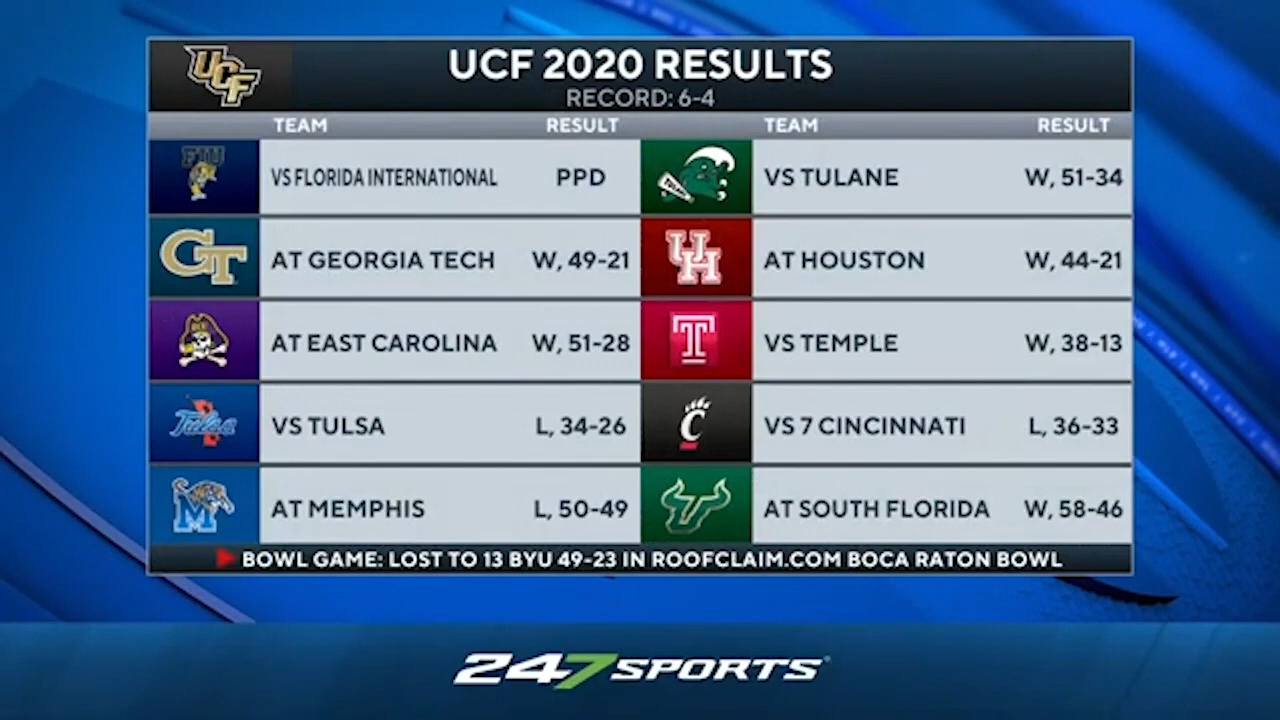 UCF
UCF 2020 RESULTS
RECORD: 6-4
TEAM RESULT TEAM RESULT
FIU VS FLORIDA INTERNATIONAL PPD
VS TULANE W, 51-34
GT AT GEORGIA TECH W, 49-21
UH AT HOUSTON W, 44-21
AT EAST CAROLINA W, 51-28
T VS TEMPLE W, 38-13
Tulsa VS TULSA L, 34-26
C VS 7 CINCINNATI L, 36-33
M AT MEMPHIS L, 50-49
AT SOUTH FLORIDA W, 58-46
BOWL GAME: LOST TO 13 BYU 49-23 IN ROOFCLAIM.COM BOCA RATON BOWL
247SPORTS